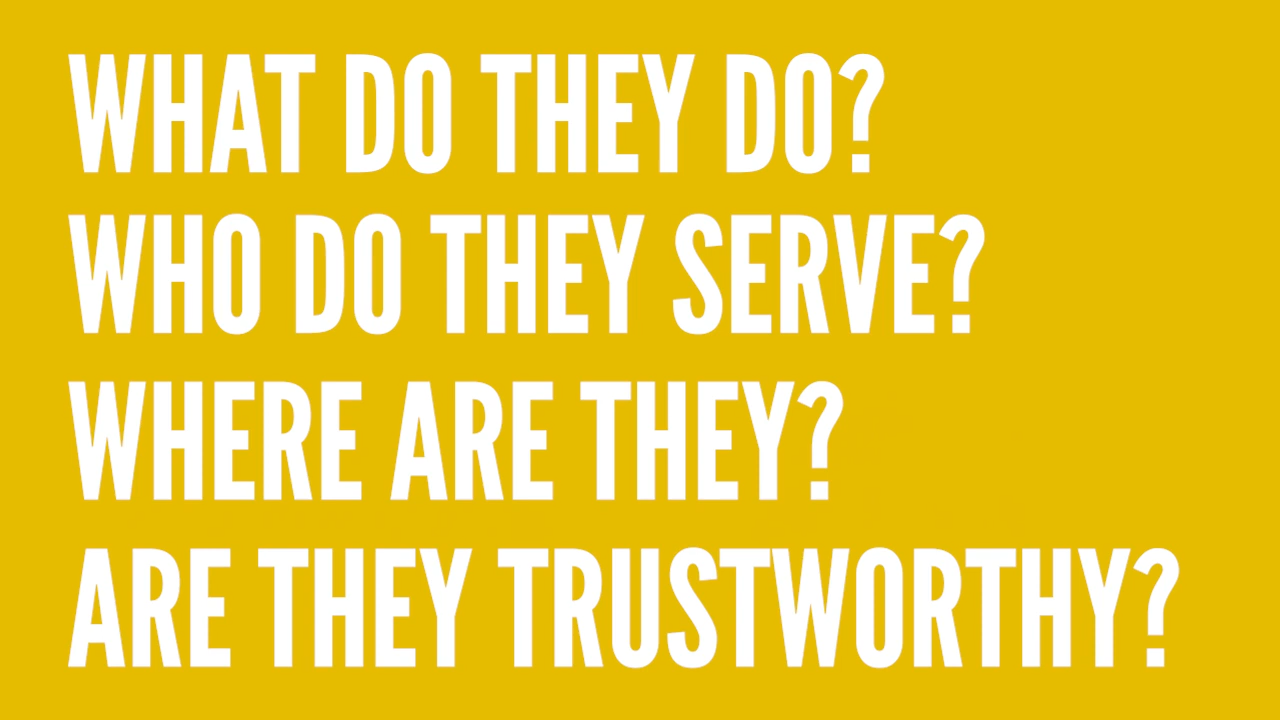 WHAT DO THEY DO?
WHO DO THEY SERVE?
WHERE ARE THEY?
ARE THEY TRUSTWORTHY?